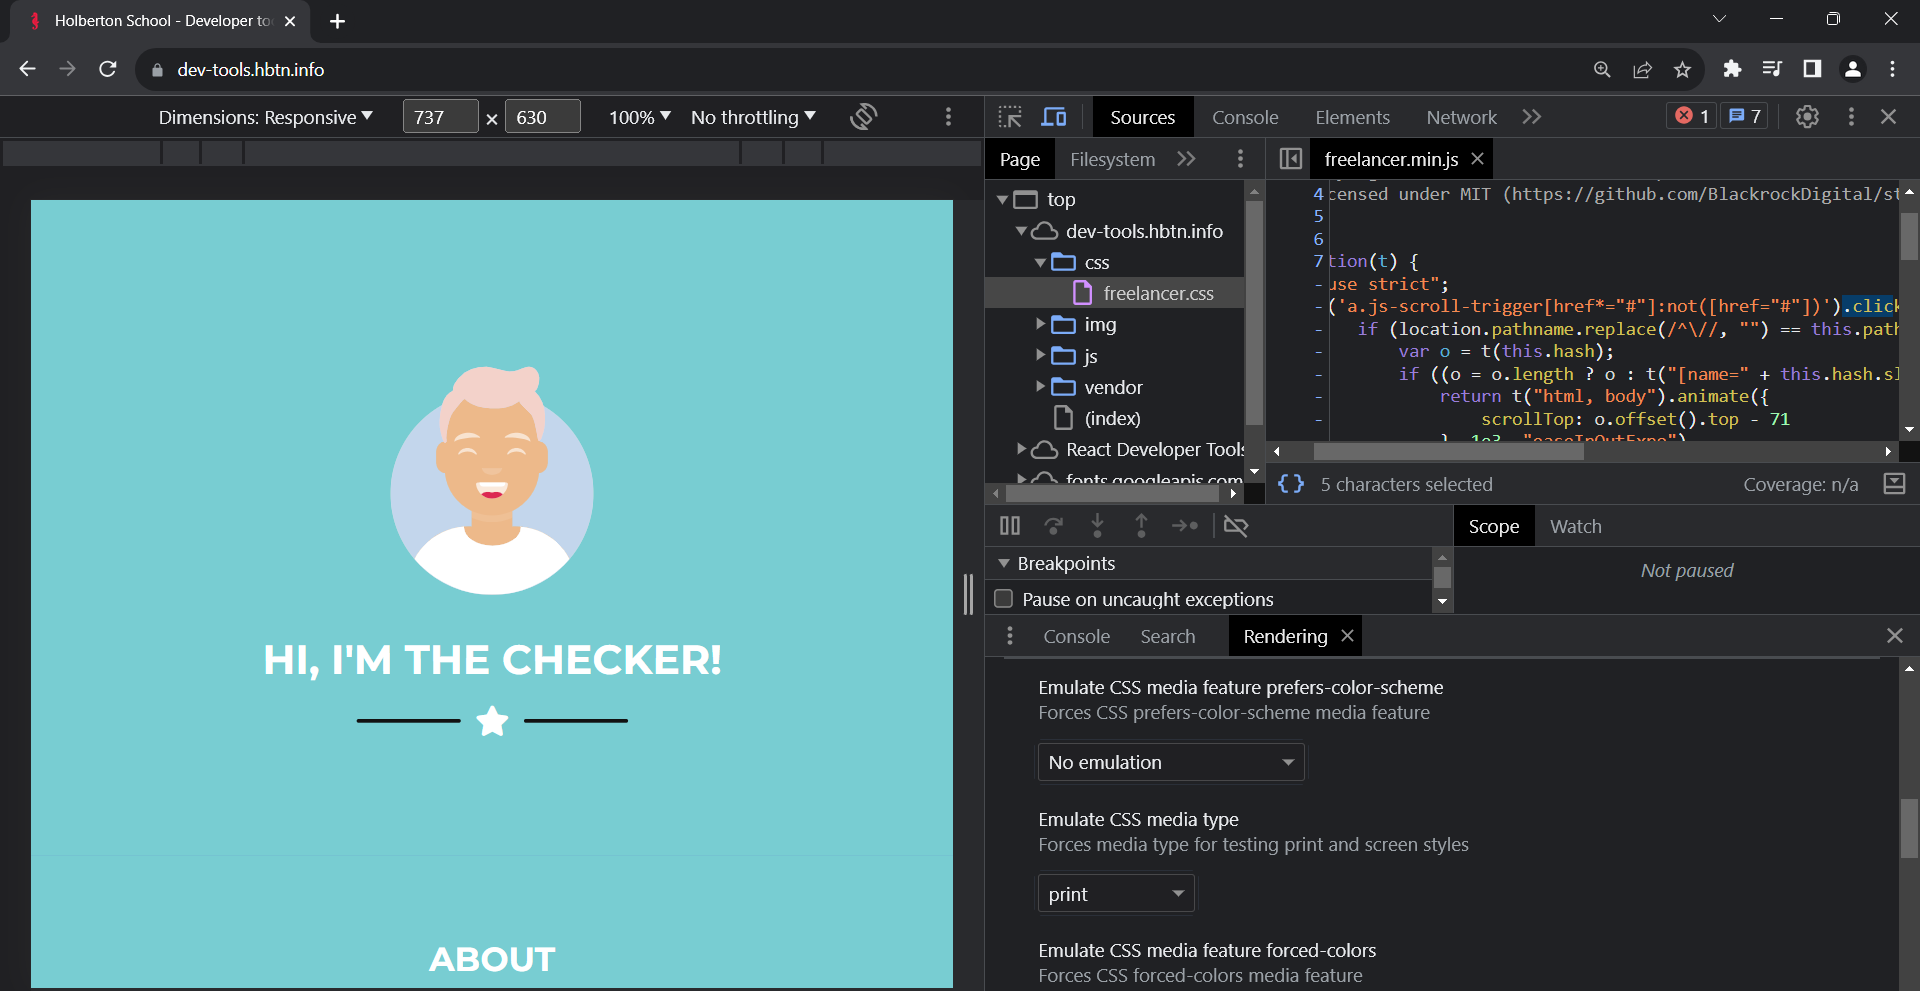 Holberton School - Developer to
dev-tools.hbtn.info
Dimensions: Responsive
737 × 630
100%
No throttling
Sources
Console
Elements
Network
1
7
Page
Filesystem
freelancer.min.js
top
dev-tools.hbtn.info
css
freelancer.css
img
js
vendor
(index)
React Developer Tools
fonts.googleapis.com
4 censed under MIT (https://github.com/BlackrockDigital/st
5
6
7 tion(t) {
- use strict";
- ('a.js-scroll-trigger[href*="#"]:not([href="#"])').click
- if (location.pathname.replace(/^\//, "") == this.path
- var o = t(this.hash);
- if ((o = o.length ? o : t("[name=" + this.hash.sl
- return t("html, body").animate({
- scrollTop: o.offset().top - 71
}, 1e3, "easeInOutExpo")
{ } 5 characters selected
Coverage: n/a
Scope
Watch
Breakpoints
Not paused
Pause on uncaught exceptions
Console
Search
Rendering
Emulate CSS media feature prefers-color-scheme
Forces CSS prefers-color-scheme media feature
No emulation
Emulate CSS media type
Forces media type for testing print and screen styles
print
Emulate CSS media feature forced-colors
Forces CSS forced-colors media feature
HI, I'M THE CHECKER!
ABOUT